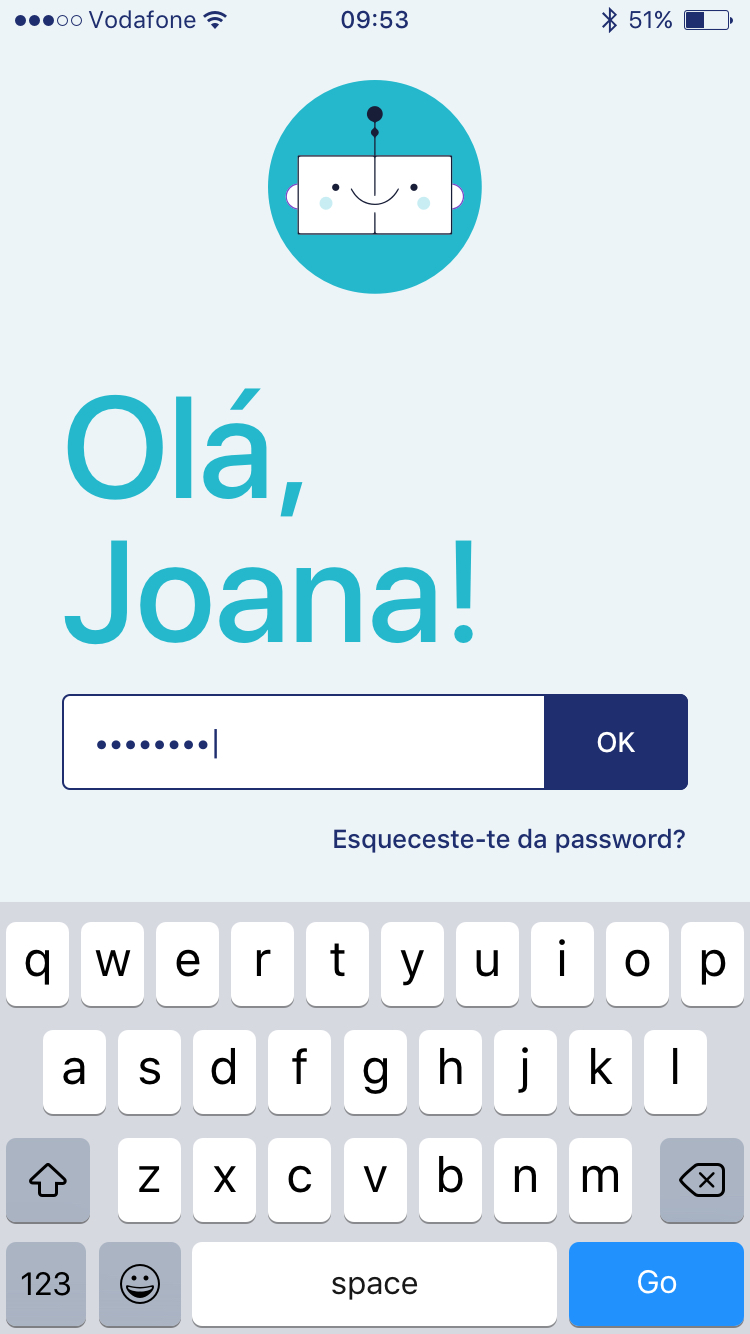 Vodafone 09:53 51%
Olá,
Joana!
•••••••• OK
Esqueceste-te da password?
q w e r t y u i o p
a s d f g h j k l
z x c v b n m
123 space Go